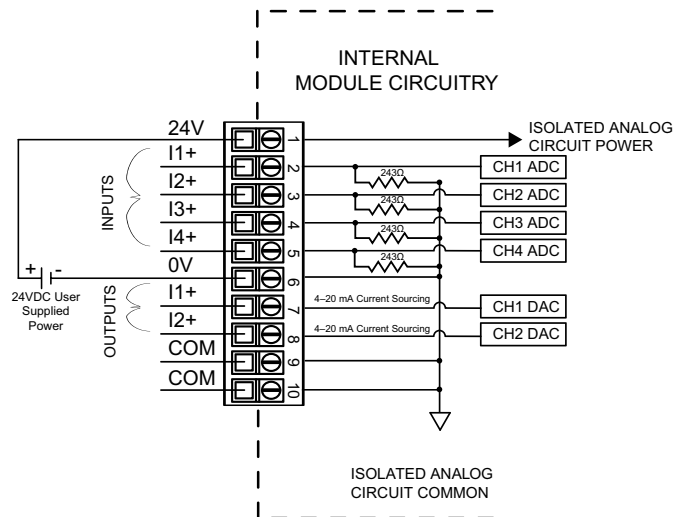 INTERNAL
MODULE CIRCUITRY
24V
I1+
I2+
I3+
I4+
0V
I1+
I2+
COM
COM
INPUTS
OUTPUTS
+ -
24VDC User
Supplied
Power
1
2
3
4
5
6
7
8
9
10
ISOLATED ANALOG
CIRCUIT POWER
243Ω
243Ω
243Ω
243Ω
CH1 ADC
CH2 ADC
CH3 ADC
CH4 ADC
4–20 mA Current Sourcing
CH1 DAC
4–20 mA Current Sourcing
CH2 DAC
ISOLATED ANALOG
CIRCUIT COMMON